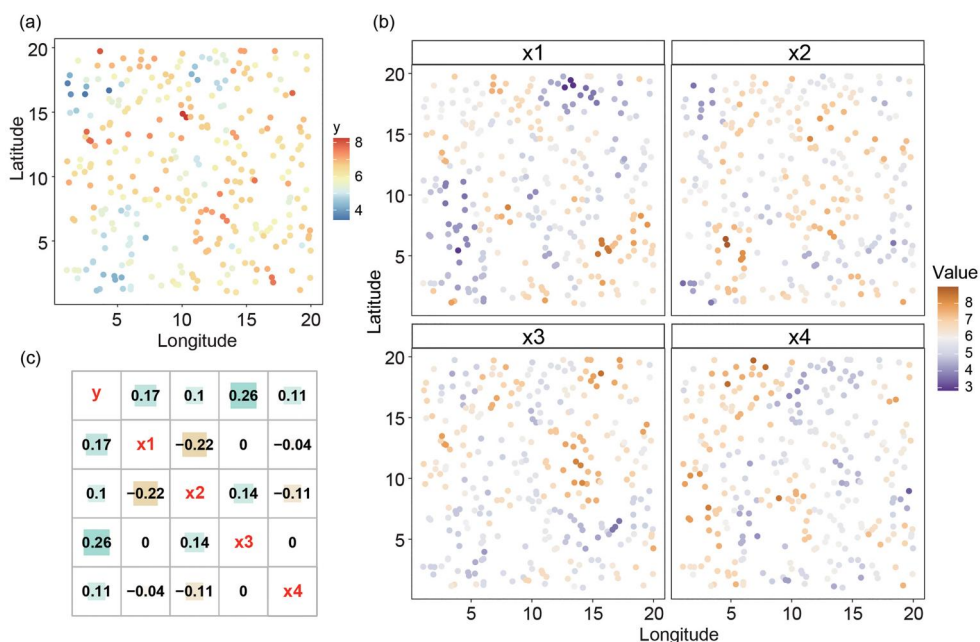 (a)
20
15
10
5
Latitude
5 10 15 20
Longitude
y
8
6
4
(b)
x1 x2
20
15
10
5
Latitude
x3 x4
20
15
10
5
5 10 15 20 5 10 15 20
Longitude
Value
8
7
6
5
4
3
(c)
y 0.17 0.1 0.26 0.11
0.17 x1 −0.22 0 −0.04
0.1 −0.22 x2 0.14 −0.11
0.26 0 0.14 x3 0
0.11 −0.04 −0.11 0 x4